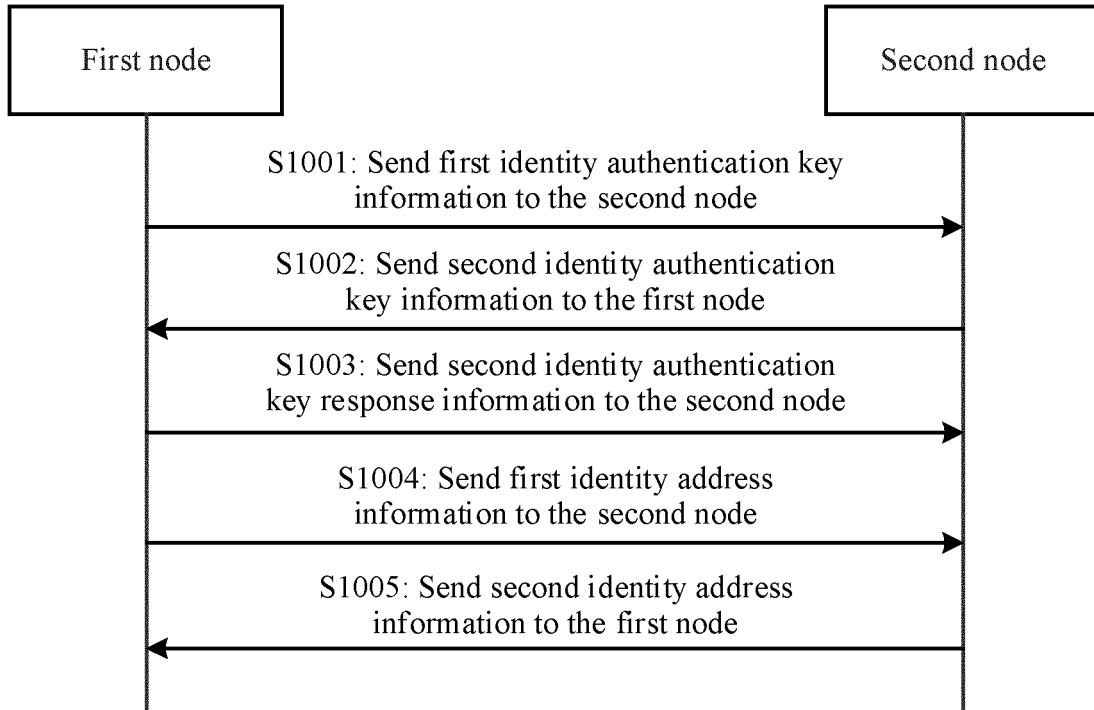 First node
Second node
S1001: Send first identity authentication key
information to the second node
S1002: Send second identity authentication
key information to the first node
S1003: Send second identity authentication
key response information to the second node
S1004: Send first identity address
information to the second node
S1005: Send second identity address
information to the first node